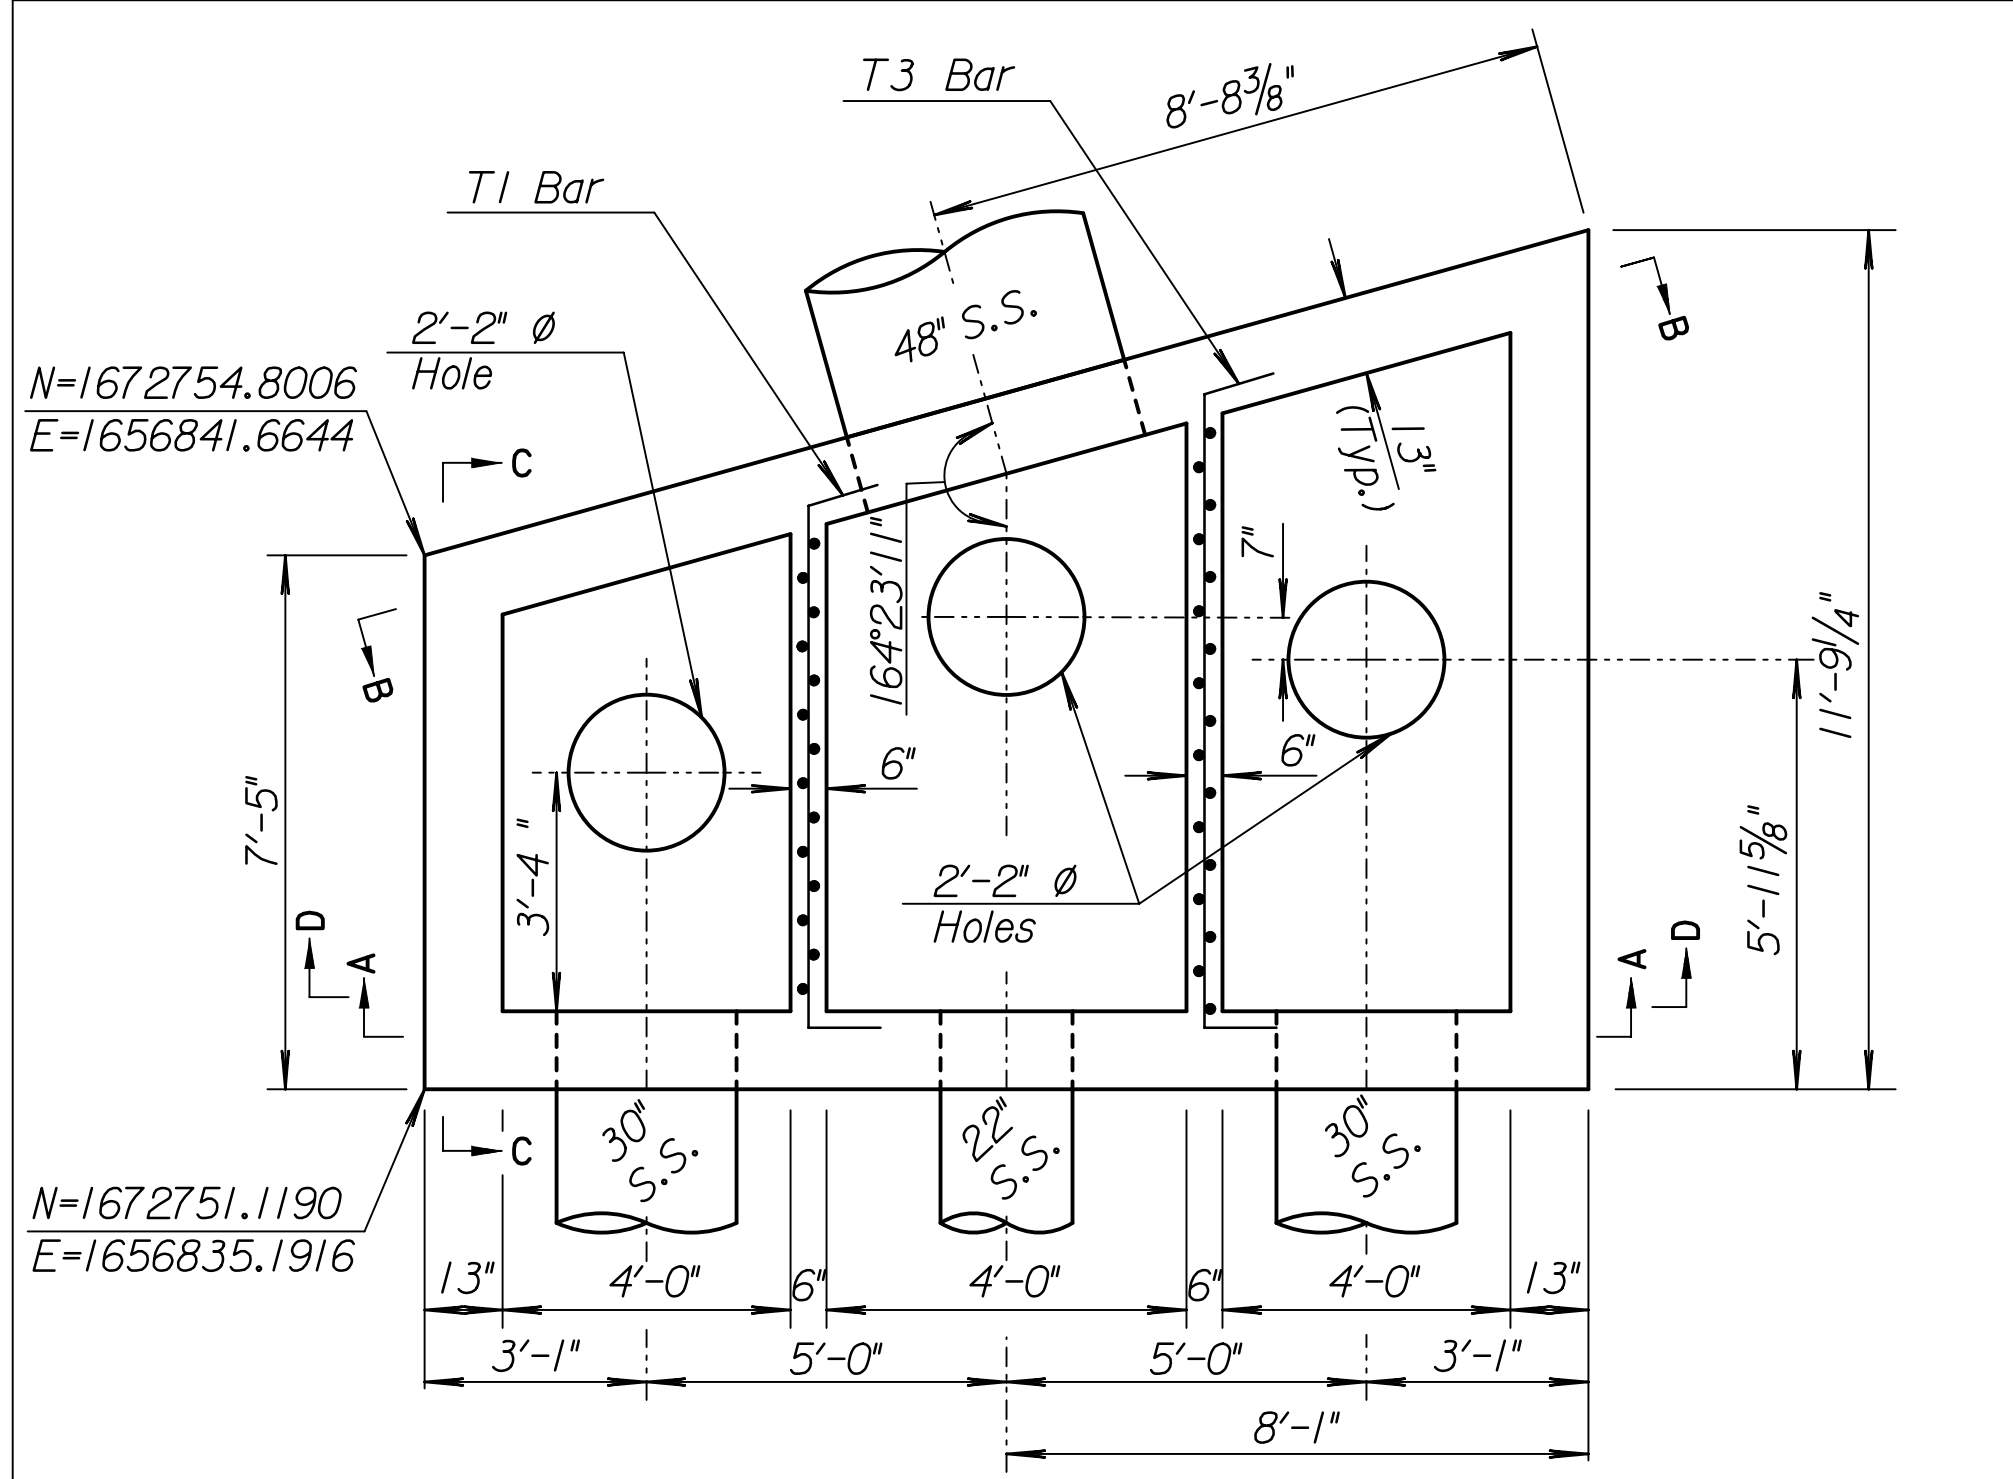 T3 Bar
8'-8 3/8"
T1 Bar
48" S.S.
2'-2" Ø
Hole
B
N=1672754.8006
E=1656841.6644
C
13"
(Typ.)
7"
164°23'11"
11'-9 1/4"
B
6"
6"
7'-5"
3'-4"
5'-11 5/8"
2'-2" Ø
Holes
D
A
A
D
30"
S.S.
22"
S.S.
30"
S.S.
C
N=1672751.1190
E=1656835.1916
13"
4'-0"
6"
4'-0"
6"
4'-0"
13"
3'-1"
5'-0"
5'-0"
3'-1"
8'-1"